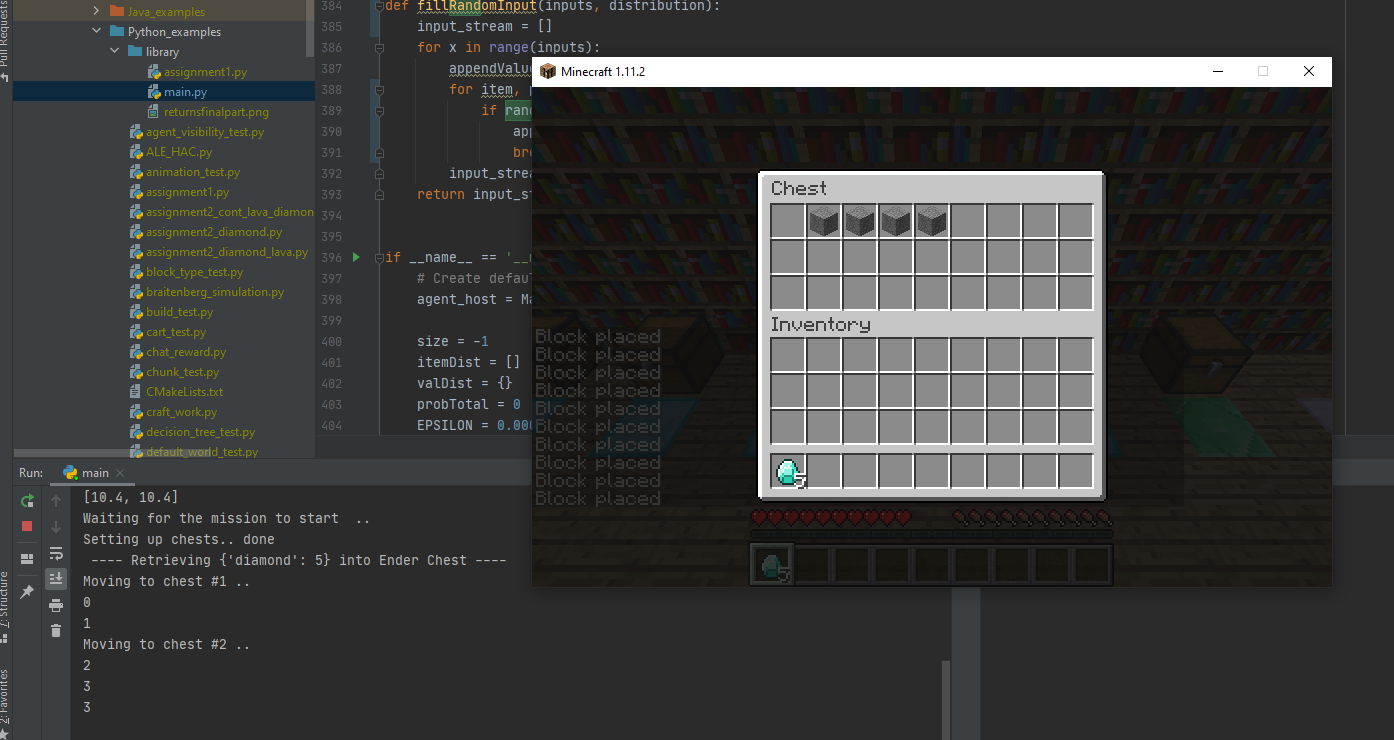 Pull Requests
Java_examples
Python_examples
library
assignment1.py
main.py
returnsfinalpart.png
agent_visibility_test.py
ALE_HAC.py
animation_test.py
assignment1.py
assignment2_cont_lava_diamon
assignment2_diamond.py
assignment2_diamond_lava.py
block_type_test.py
braitenberg_simulation.py
build_test.py
cart_test.py
chat_reward.py
chunk_test.py
CMakeLists.txt
craft_work.py
decision_tree_test.py
default_world_test.py
384 def fillRandomInput(inputs, distribution):
385 input_stream = []
386 for x in range(inputs):
387 appendValu
388 for item,
389 if rand
390 app
391 br
392 input_strea
393 return input_st
394
395
396 if __name__ == '__
397 # Create defaul
398 agent_host = Ma
399
400 size = -1
401 itemDist = []
402 valDist = {}
403 probTotal = 0
404 EPSILON = 0.000
Minecraft 1.11.2
Chest
Inventory
5
Block placed
Block placed
Block placed
Block placed
Block placed
Block placed
Block placed
Block placed
Block placed
Block placed
5
Run: main
[10.4, 10.4]
Waiting for the mission to start ..
Setting up chests.. done
---- Retrieving {'diamond': 5} into Ender Chest ----
Moving to chest #1 ..
0
1
Moving to chest #2 ..
2
3
3
7: Structure
2: Favorites